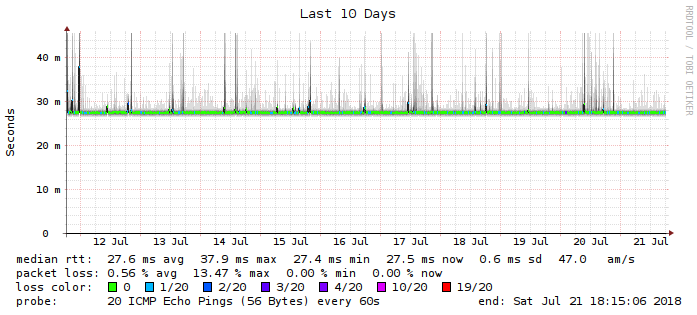 Last 10 Days
RRDTOOL / TOBI OETIKER
Seconds
40 m
30 m
20 m
10 m
0
12 Jul 13 Jul 14 Jul 15 Jul 16 Jul 17 Jul 18 Jul 19 Jul 20 Jul 21 Jul
median rtt: 27.6 ms avg 37.9 ms max 27.4 ms min 27.5 ms now 0.6 ms sd 47.0 am/s
packet loss: 0.56 % avg 13.47 % max 0.00 % min 0.00 % now
loss color: 0 1/20 2/20 3/20 4/20 10/20 19/20
probe: 20 ICMP Echo Pings (56 Bytes) every 60s end: Sat Jul 21 18:15:06 2018